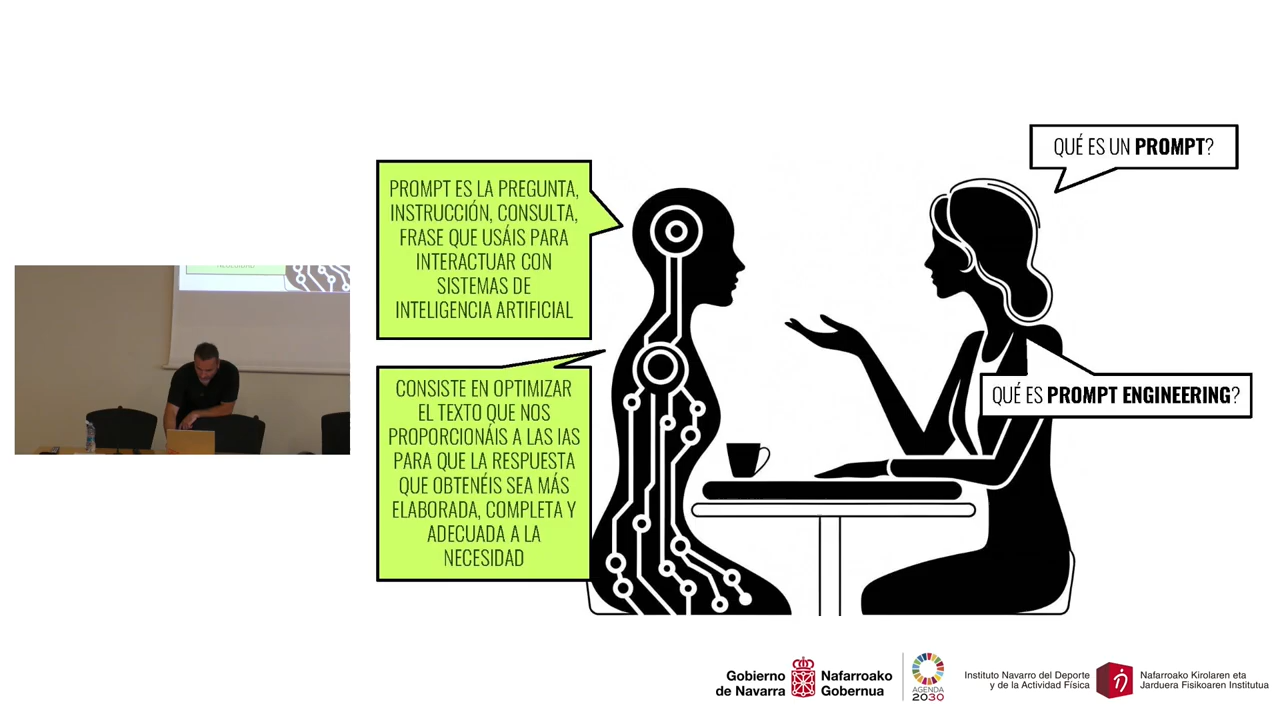 QUÉ ES UN PROMPT?
PROMPT ES LA PREGUNTA,
INSTRUCCIÓN, CONSULTA,
FRASE QUE USÁIS PARA
INTERACTUAR CON
SISTEMAS DE
INTELIGENCIA ARTIFICIAL
QUÉ ES PROMPT ENGINEERING?
CONSISTE EN OPTIMIZAR
EL TEXTO QUE NOS
PROPORCIONÁIS A LAS IAS
PARA QUE LA RESPUESTA
QUE OBTENÉIS SEA MÁS
ELABORADA, COMPLETA Y
ADECUADA A LA
NECESIDAD
Gobierno
de Navarra
Nafarroako
Gobernua
AGENDA
2030
Instituto Navarro del Deporte
y de la Actividad Física
Nafarroako Kirolaren eta
Jarduera Fisikoaren Institutua